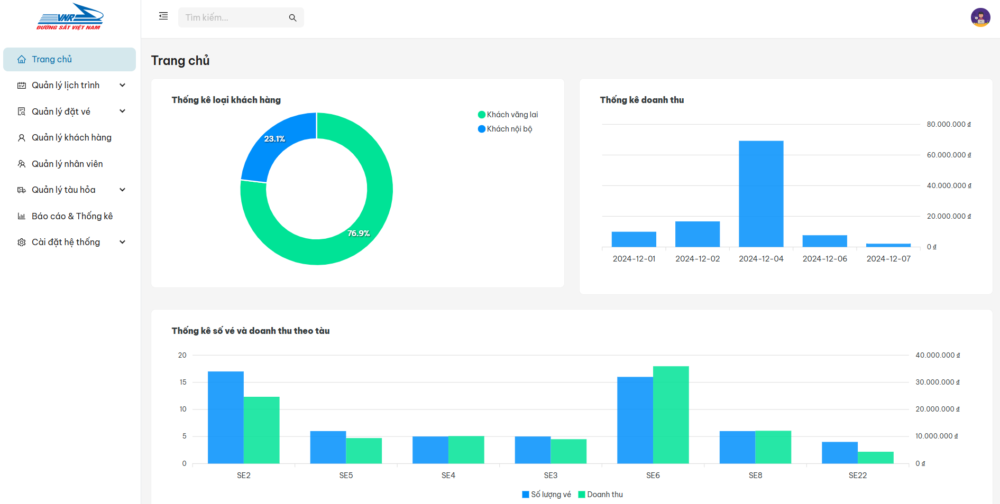 VNR
ĐƯỜNG SẮT VIỆT NAM
Tìm kiếm...
Trang chủ
Quản lý lịch trình
Quản lý đặt vé
Quản lý khách hàng
Quản lý nhân viên
Quản lý tàu hỏa
Báo cáo & Thống kê
Cài đặt hệ thống
Trang chủ
Thống kê loại khách hàng
Khách vãng lai
Khách nội bộ
23.1%
76.9%
Thống kê doanh thu
80.000.000 ₫
60.000.000 ₫
40.000.000 ₫
20.000.000 ₫
0 ₫
2024-12-01 2024-12-02 2024-12-04 2024-12-06 2024-12-07
Thống kê số vé và doanh thu theo tàu
20 40.000.000 ₫
15 30.000.000 ₫
10 20.000.000 ₫
5 10.000.000 ₫
0 0 ₫
SE2 SE5 SE4 SE3 SE6 SE8 SE22
Số lượng vé Doanh thu